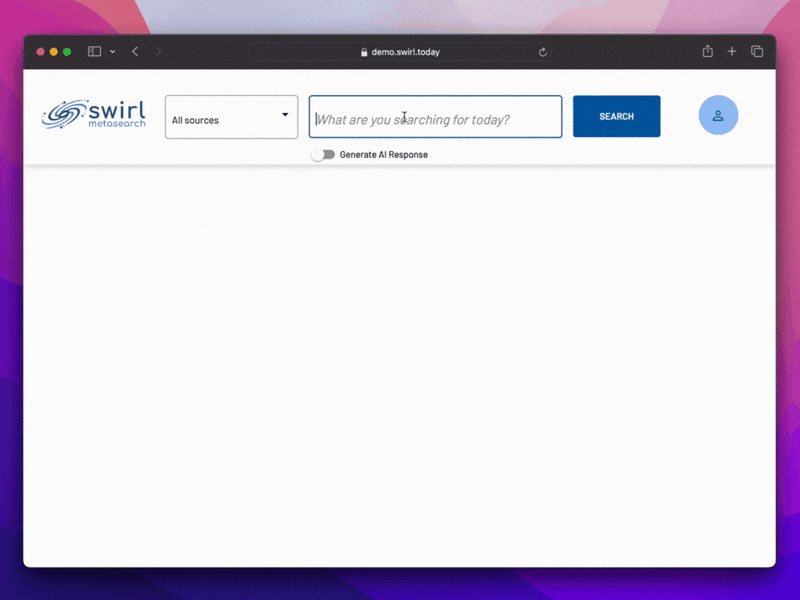 demo.swirl.today
swirl
metasearch
All sources
What are you searching for today?
SEARCH
Generate AI Response